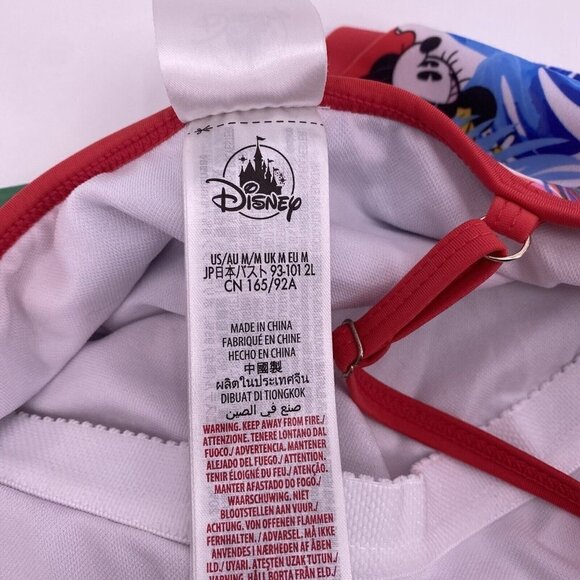 DISNEY
US/AU M/M UK M EU M
JP日本/バスト 93-101 2L
CN 165/92A
MADE IN CHINA
FABRIQUÉ EN CHINE
HECHO EN CHINA
中國製
ผลิตในประเทศจีน
DIBUAT DI TIONGKOK
صنع في الصين
WARNING. KEEP AWAY FROM FIRE./
ATTENZIONE. TENERE LONTANO DAL
FUOCO./ ADVERTENCIA. MANTENER
ALEJADO DEL FUEGO./ ATTENTION.
TENIR ÉLOIGNÉ DU FEU./ ATENÇÃO.
MANTER AFASTADO DO FOGO./
WAARSCHUWING. NIET
BLOOTSTELLEN AAN VUUR./
ACHTUNG. VON OFFENEN FLAMMEN
FERNHALTEN./ ADVARSEL. MÅ IKKE
ANVENDES I NÆRHEDEN AF ÅBEN
ILD./ UYARI. ATEŞTEN UZAK TUTUN./
VARNING. HÅLL BORTA FRÅN ELD./